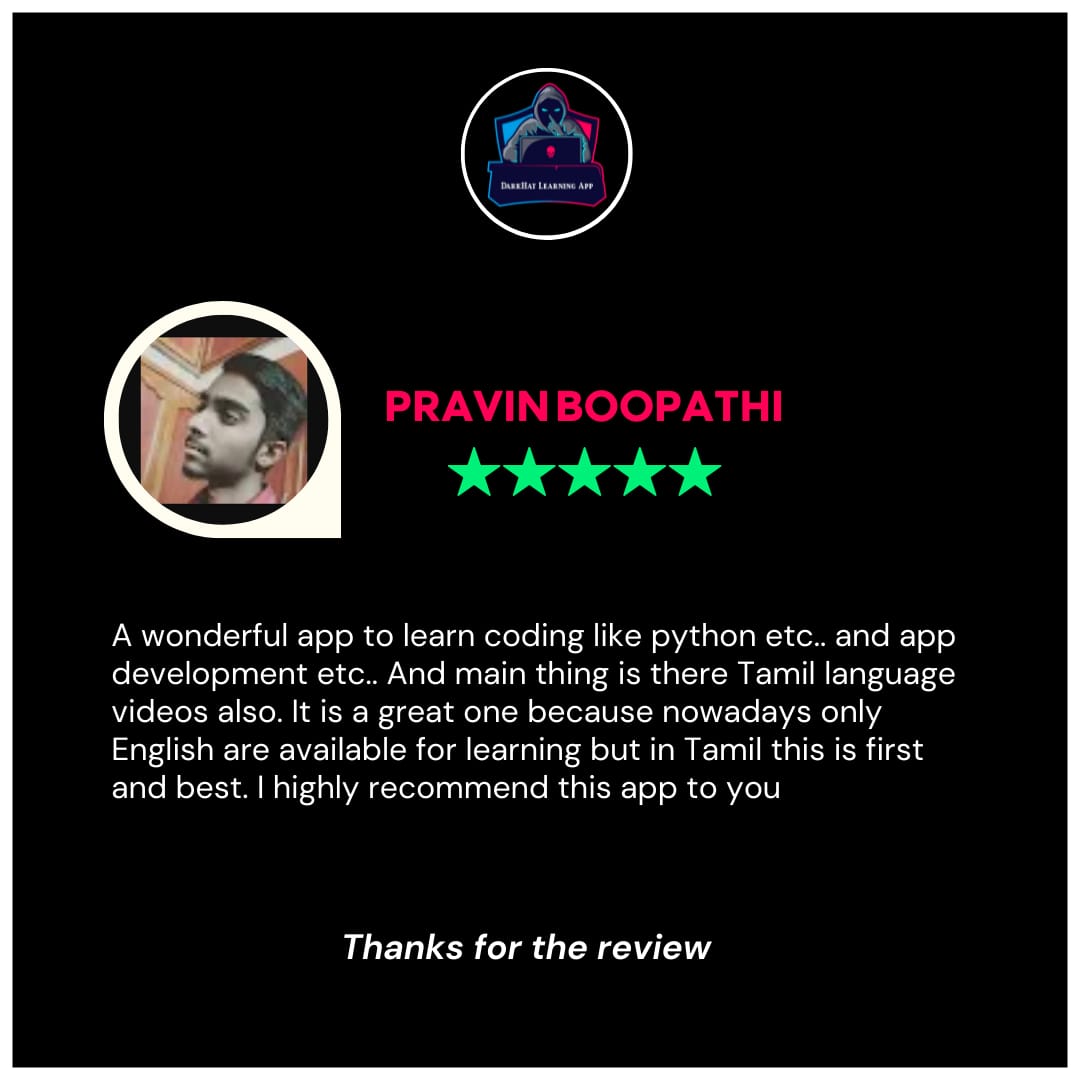 DarkHat Learning App
PRAVIN BOOPATHI
A wonderful app to learn coding like python etc.. and app
development etc.. And main thing is there Tamil language
videos also. It is a great one because nowadays only
English are available for learning but in Tamil this is first
and best. I highly recommend this app to you
Thanks for the review